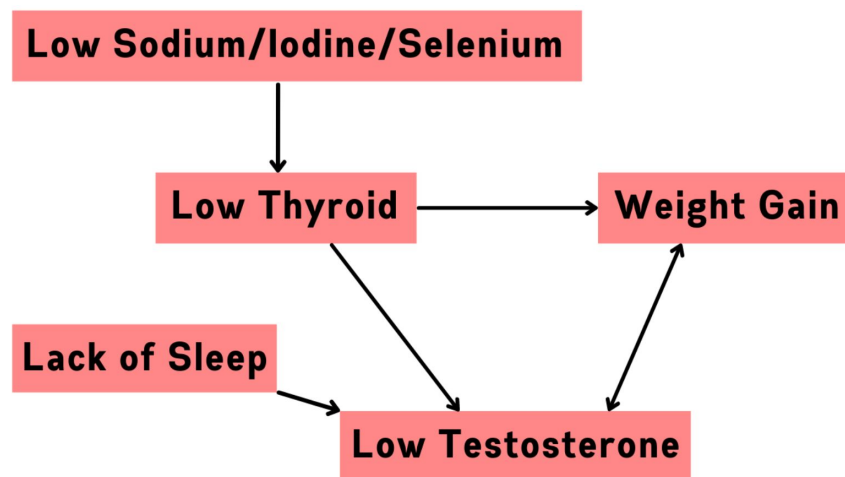 Low Sodium/Iodine/Selenium
Low Thyroid
Weight Gain
Lack of Sleep
Low Testosterone